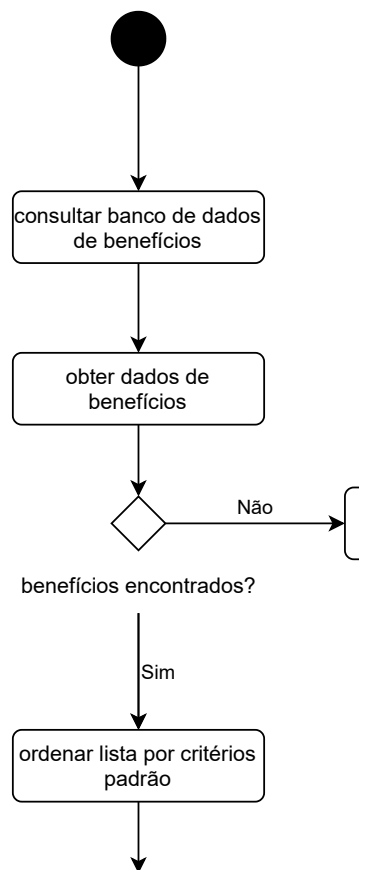 consultar banco de dados
de benefícios
obter dados de
benefícios
Não
benefícios encontrados?
Sim
ordenar lista por critérios
padrão